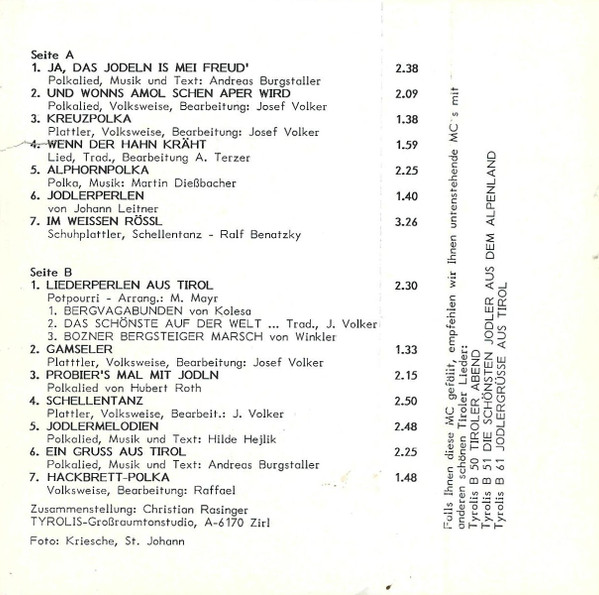 Seite A
1. JA, DAS JODELN IS MEI FREUD' 2.38
Polkalied, Musik und Text: Andreas Burgstaller
2. UND WONNS AMOL SCHEN APER WIRD 2.09
Polkalied, Volksweise, Bearbeitung: Josef Volker
3. KREUZPOLKA 1.38
Plattler, Volksweise, Bearbeitung: Josef Volker
4. WENN DER HAHN KRÄHT 1.59
Lied, Trad., Bearbeitung A. Terzer
5. ALPHORNPOLKA 2.25
Polka, Musik: Martin Dießbacher
6. JODLERPERLEN 1.40
von Johann Leitner
7. IM WEISSEN RÖSSL 3.26
Schuhplattler, Schellentanz - Ralf Benatzky
Seite B
1. LIEDERPERLEN AUS TIROL 2.30
Potpourri - Arrang.: M. Mayr
1. BERGVAGABUNDEN von Kolesa
2. DAS SCHÖNSTE AUF DER WELT ... Trad., J. Volker
3. BOZNER BERGSTEIGER MARSCH von Winkler
2. GAMSELER 1.33
Platttler, Volksweise, Bearbeitung: Josef Volker
3. PROBIER'S MAL MIT JODLN 2.15
Polkalied von Hubert Roth
4. SCHELLENTANZ 2.50
Plattler, Volksweise, Bearbeit.: J. Volker
5. JODLERMELODIEN 2.48
Polkalied, Musik und Text: Hilde Hejlik
6. EIN GRUSS AUS TIROL 2.25
Polkalied, Musik und Text: Andreas Burgstaller
7. HACKBRETT-POLKA 1.48
Volksweise, Bearbeitung: Raffael
Zusammenstellung: Christian Rasinger
TYROLIS-Großraumtonstudio, A-6170 Zirl
Foto: Kriesche, St. Johann
Falls Ihnen diese MC gefällt, empfehlen wir Ihnen untenstehende MC's mit
anderen schönen Tiroler Lieder:
Tyrolis B 50 TIROLER ABEND
Tyrolis B 51 DIE SCHÖNSTEN JODLER AUS DEM ALPENLAND
Tyrolis B 61 JODLERGRÜSSE AUS TIROL